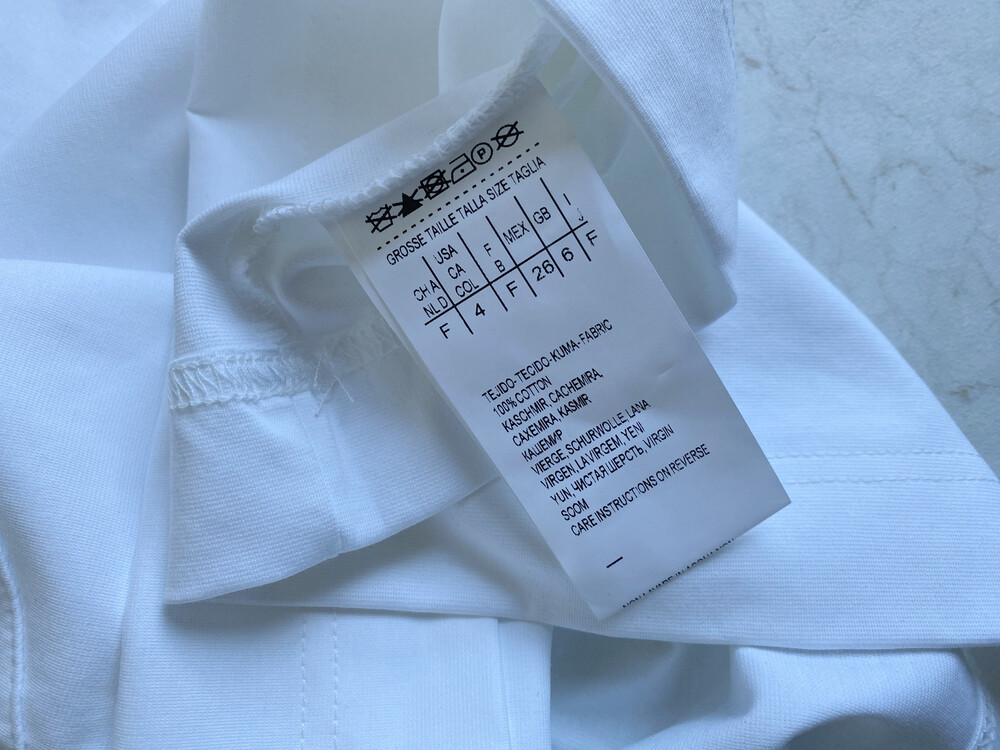 GROSSE TAILLE TALLA SIZE TAGLIA
USA F MEX GB I
CH A CA B
NL D COL
F 4 F 26 6 F
TEJIDO-TECIDO-KUMA-FABRIC
100% COTTON
KASCHMIR, CACHEMIRA,
CAXEMIRA, KASMIR
КАШЕМИР
VIERGE, SCHURWOLLE, LANA
VIRGEN, LA VIRGEM, YENI
YUN, ЧИСТАЯ ШЕРСТЬ, VIRGIN
SOOM
CARE INSTRUCTIONS ON REVERSE